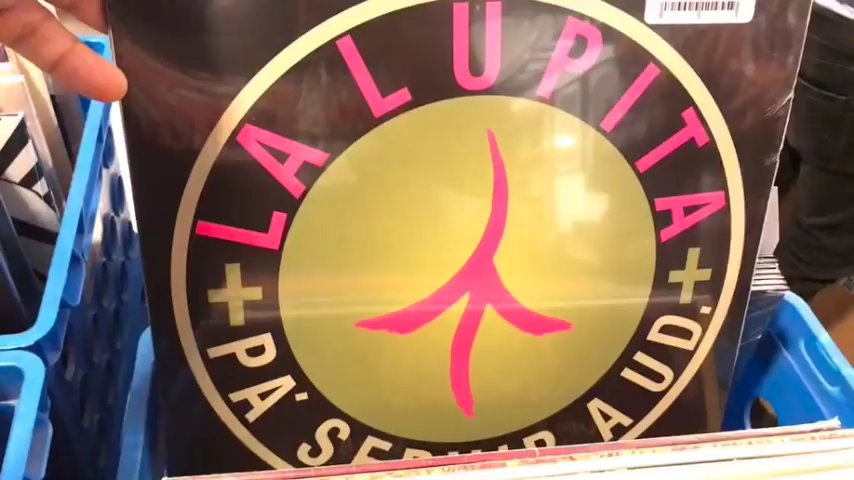 LA LUPITA
+ PA' SERVIR A UD. +